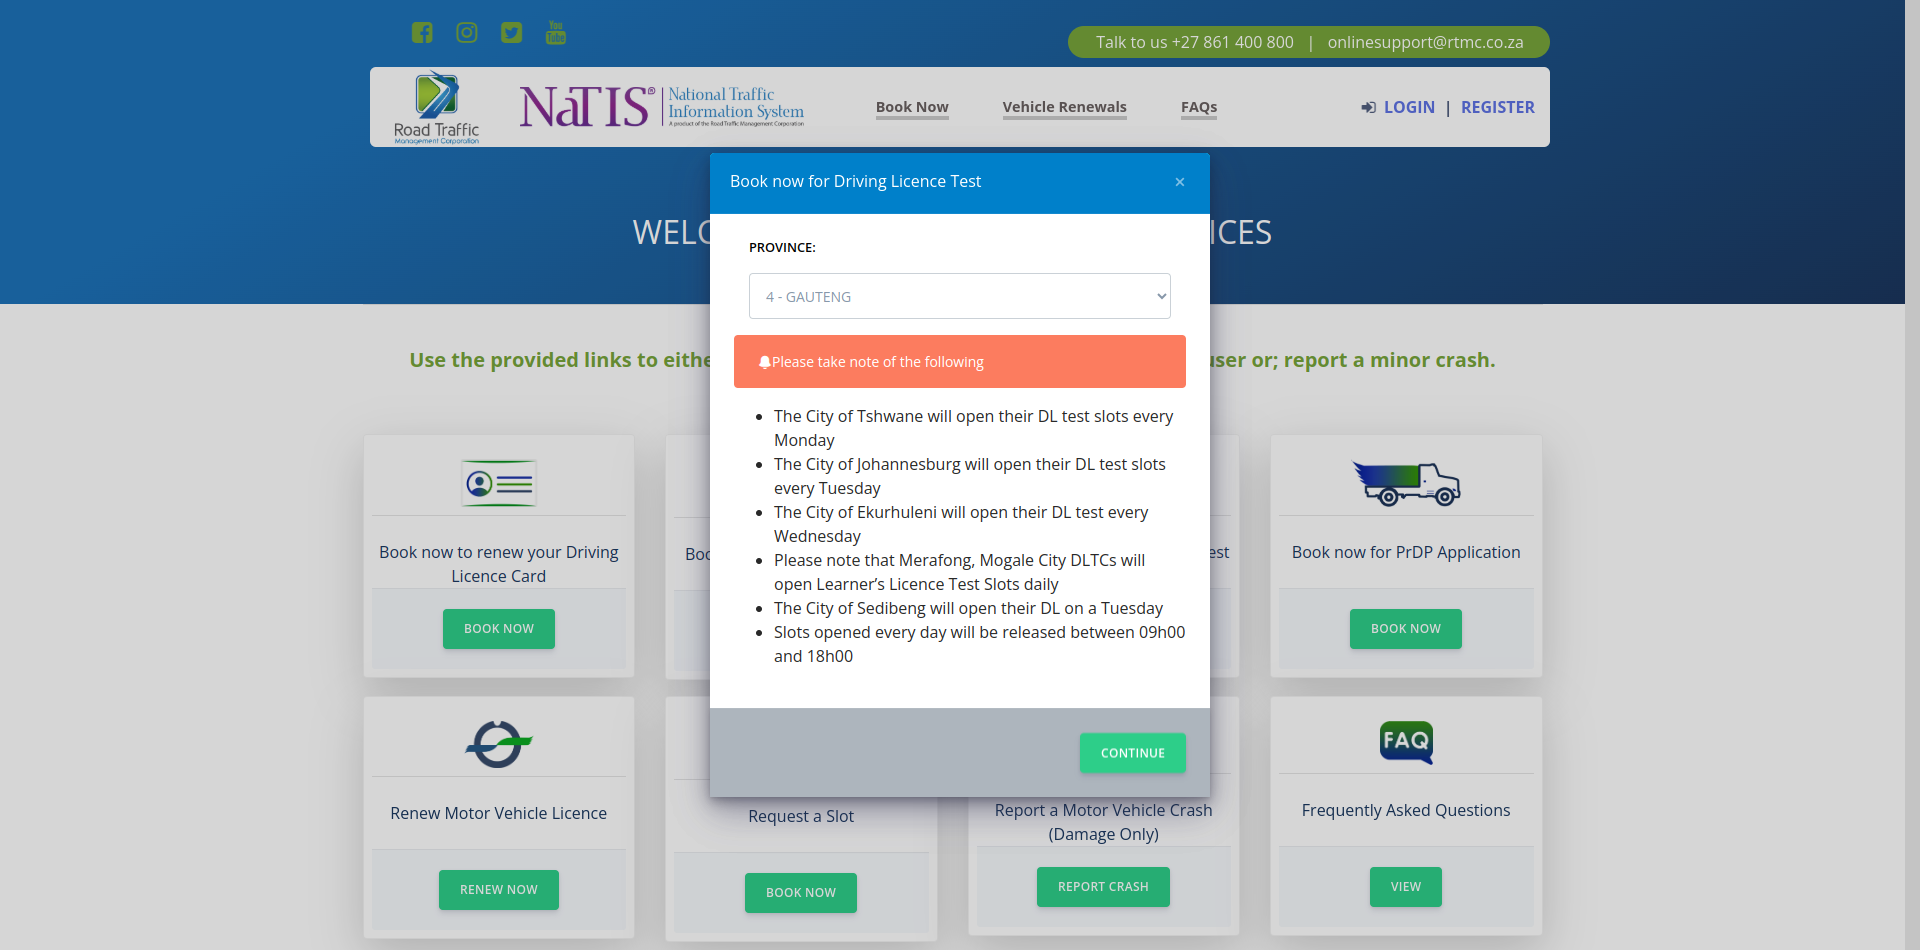 You
Tube
Talk to us +27 861 400 800 | onlinesupport@rtmc.co.za
Road Traffic
Management Corporation
NaTIS®
National Traffic
Information System
A product of the Road Traffic Management Corporation
Book Now
Vehicle Renewals
FAQs
LOGIN | REGISTER
Book now for Driving Licence Test
×
ICES
PROVINCE:
4 - GAUTENG
Use the provided links to
user or; report a minor crash.
Please take note of the following
• The City of Tshwane will open their DL test slots every
Monday
• The City of Johannesburg will open their DL test slots
every Tuesday
• The City of Ekurhuleni will open their DL test every
Wednesday
• Please note that Merafong, Mogale City DLTCs will
open Learner’s Licence Test Slots daily
• The City of Sedibeng will open their DL on a Tuesday
• Slots opened every day will be released between 09h00
and 18h00
CONTINUE
Book now to renew your Driving
Licence Card
BOOK NOW
est
Book now for PrDP Application
BOOK NOW
Renew Motor Vehicle Licence
RENEW NOW
Request a Slot
BOOK NOW
Report a Motor Vehicle Crash
(Damage Only)
REPORT CRASH
FAQ
Frequently Asked Questions
VIEW